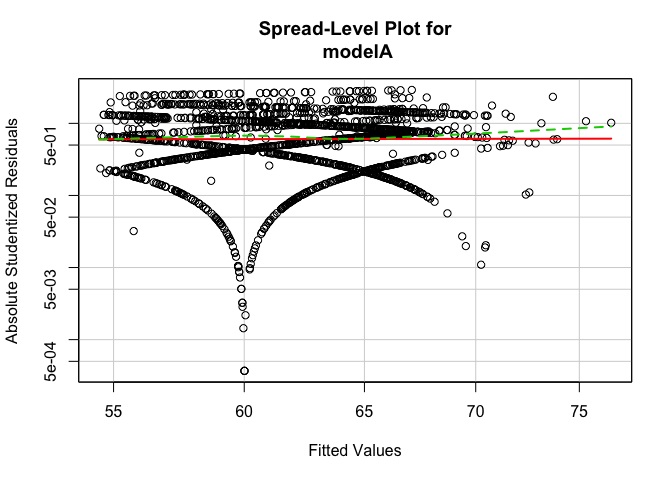 Spread-Level Plot for
modelA
Absolute Studentized Residuals
5e-01
5e-02
5e-03
5e-04
55 60 65 70 75
Fitted Values